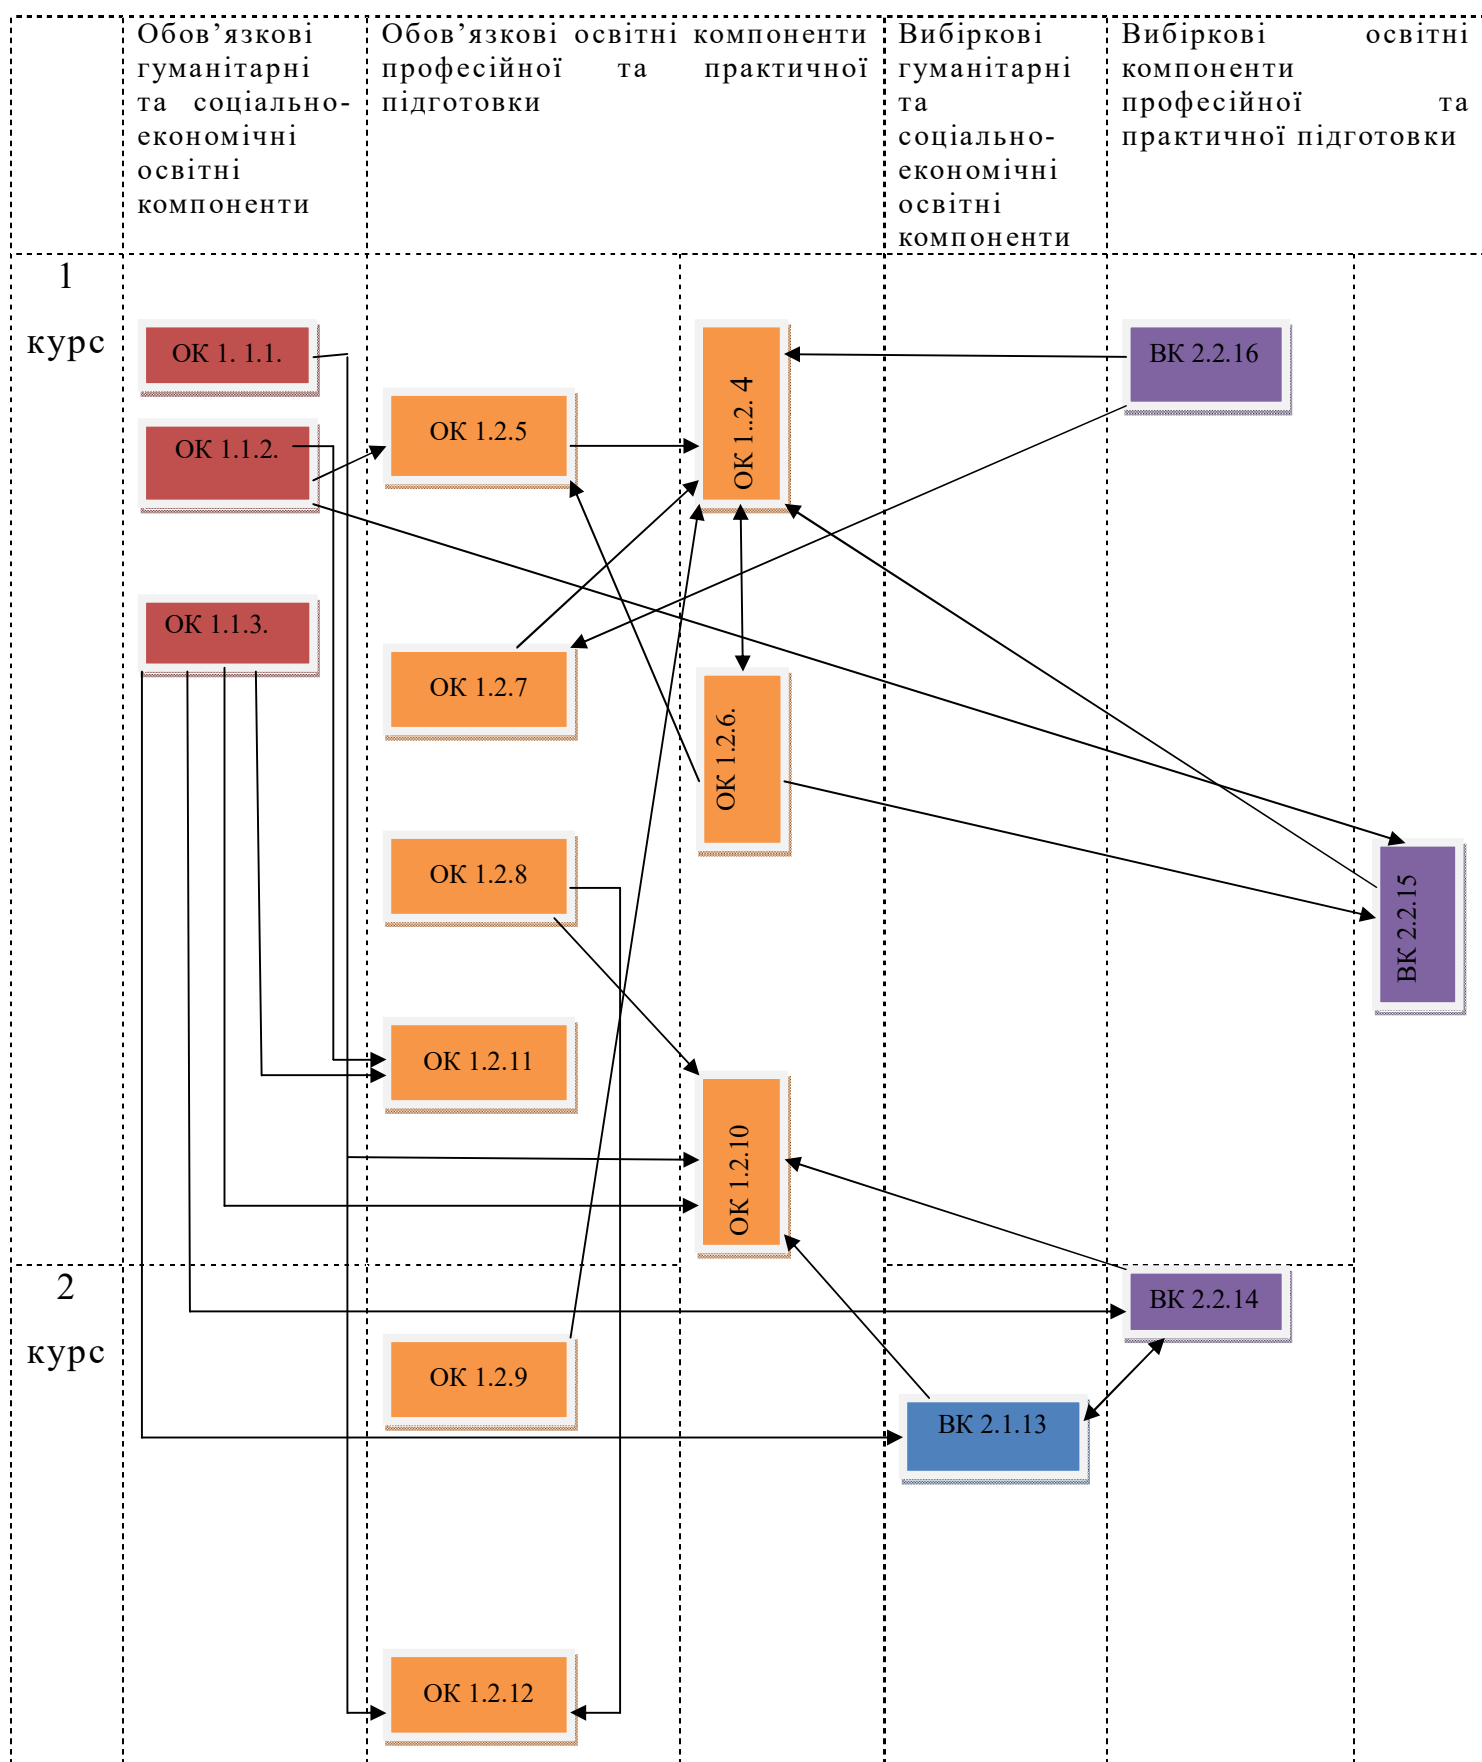 Обов’язкові
гуманітарні
та соціально-
економічні
освітні
компоненти
Обов’язкові освітні компоненти
професійної та практичної
підготовки
Вибіркові
гуманітарні
та
соціально-
економічні
освітні
компоненти
Вибіркові освітні
компоненти
професійної та
практичної підготовки
1
курс
ОК 1. 1.1.
ОК 1.1.2.
ОК 1.1.3.
ОК 1.2.5
ОК 1.2.7
ОК 1.2.8
ОК 1.2.11
ОК 1..2. 4
ОК 1.2.6.
ОК 1.2.10
ВК 2.2.16
ВК 2.2.15
2
курс
ОК 1.2.9
ОК 1.2.12
ВК 2.1.13
ВК 2.2.14